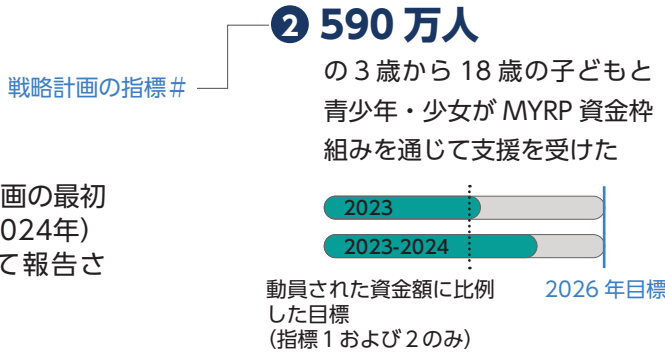 ❷ 590 万人
戦略計画の指標#
の 3 歳から 18 歳の子どもと
青少年・少女が MYRP 資金枠
組みを通じて支援を受けた
画の最初
024年)
て報告さ
2023
2023-2024
動員された資金額に比例
した目標
(指標 1 および 2 のみ)
2026 年目標